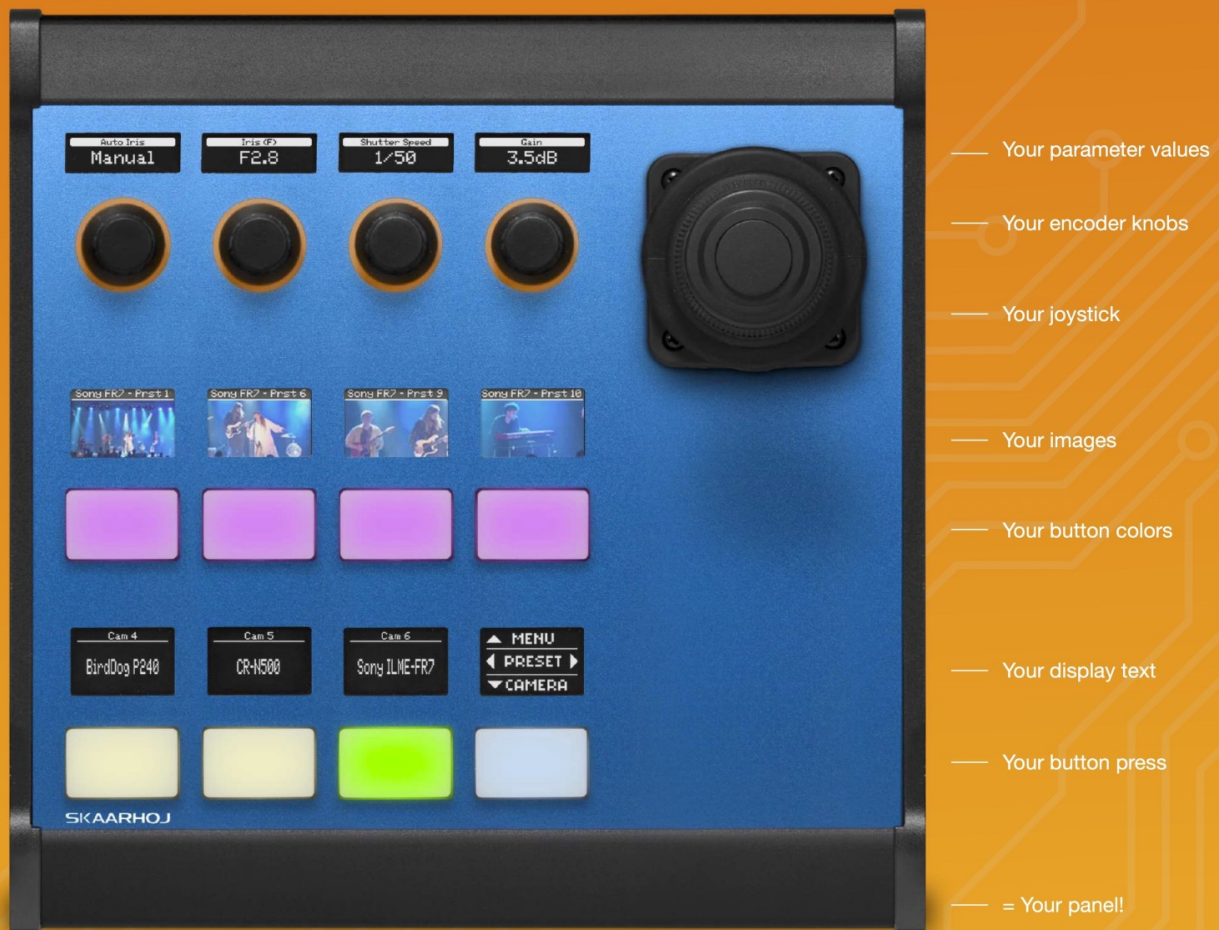 Auto Iris
Manual
Iris (F)
F2.8
Shutter Speed
1/50
Gain
3.5dB
Your parameter values
Your encoder knobs
Your joystick
Sony FR7 - Prst 1
Sony FR7 - Prst 6
Sony FR7 - Prst 9
Sony FR7 - Prst 10
Your images
Your button colors
Cam 4
BirdDog P240
Cam 5
CR-N500
Cam 6
Sony ILME-FR7
MENU
PRESET
CAMERA
Your display text
Your button press
SKAARHOJ
= Your panel!